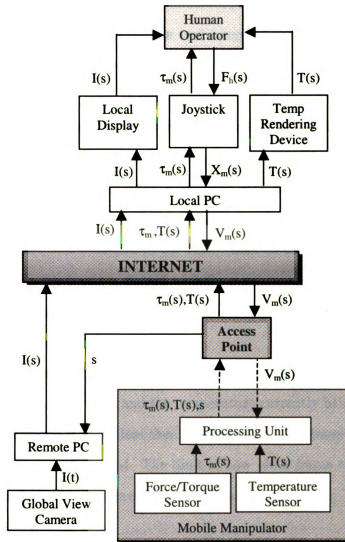 Human
Operator
I(s)
τm(s)
Fh(s)
T(s)
Local
Display
Joystick
Temp
Rendering
Device
I(s)
τm(s)
Xm(s)
T(s)
Local PC
I(s)
τm ,T(s)
Vm(s)
INTERNET
τm(s),T(s)
Vm(s)
Access
Point
I(s)
s
Vm(s)
τm(s),T(s),s
Remote PC
Processing Unit
I(t)
τm(s)
T(s)
Global View
Camera
Force/Torque
Sensor
Temperature
Sensor
Mobile Manipulator